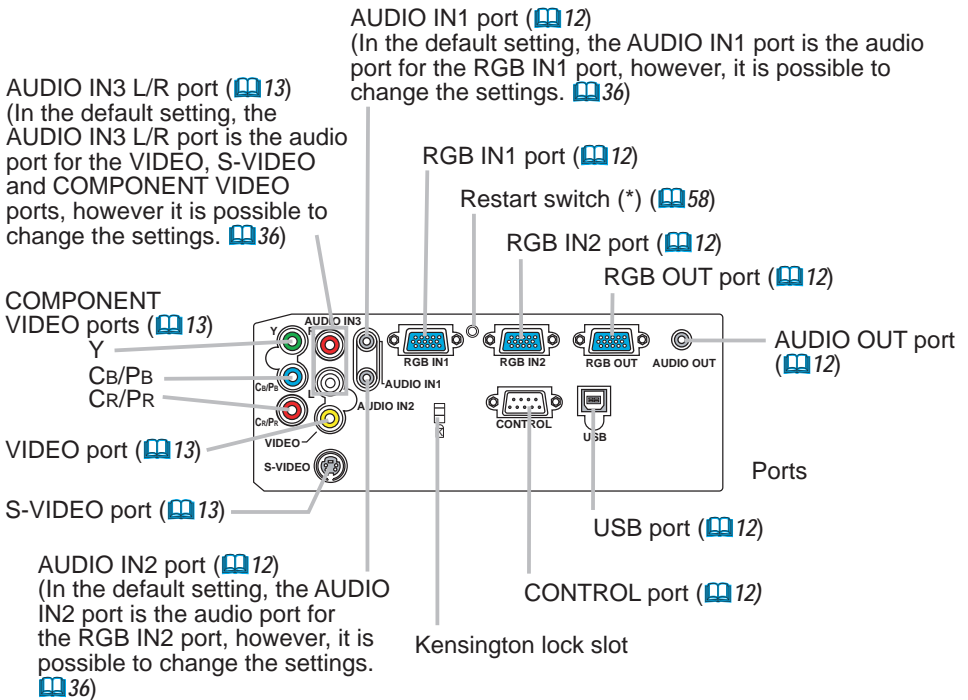 AUDIO IN1 port (12)
(In the default setting, the AUDIO IN1 port is the audio
port for the RGB IN1 port, however, it is possible to
change the settings. 36)
AUDIO IN3 L/R port (13)
(In the default setting, the
AUDIO IN3 L/R port is the audio
port for the VIDEO, S-VIDEO
and COMPONENT VIDEO
ports, however it is possible to
change the settings. 36)
RGB IN1 port (12)
Restart switch (*) (58)
RGB IN2 port (12)
RGB OUT port (12)
COMPONENT
VIDEO ports (13)
Y
CB/PB
CR/PR
VIDEO port (13)
S-VIDEO port (13)
AUDIO IN3
Y
R
CB/PB
L
CR/PR
AUDIO IN1
AUDIO IN2
VIDEO
S-VIDEO
RGB IN1
RGB IN2
RGB OUT
AUDIO OUT
CONTROL
USB
K
AUDIO OUT port
(12)
Ports
USB port (12)
CONTROL port (12)
Kensington lock slot
AUDIO IN2 port (12)
(In the default setting, the AUDIO
IN2 port is the audio port for
the RGB IN2 port, however, it is
possible to change the settings.
36)